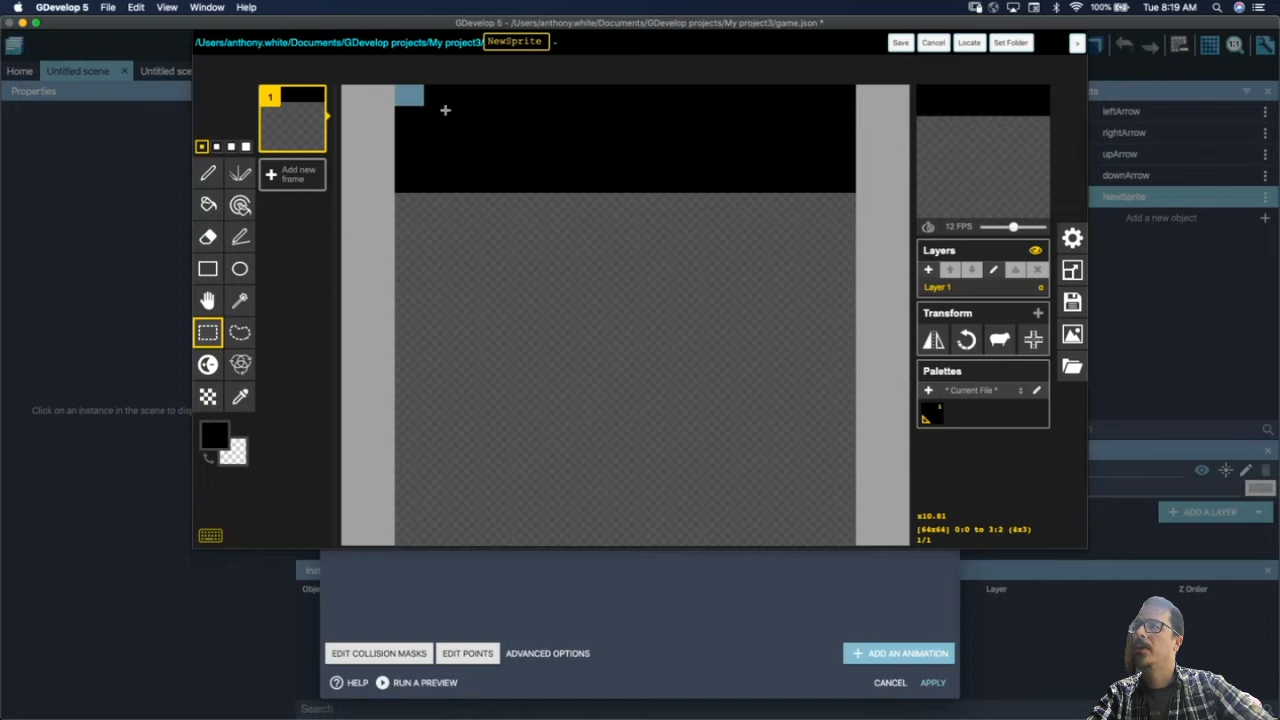 GDevelop 5 File Edit View Window Help
100% Tue 8:19 AM
GDevelop 5 - /Users/anthony.white/Documents/GDevelop projects/My project3/game.json *
/Users/anthony.white/Documents/GDevelop projects/My project3/ NewSprite
Save Cancel Locate Set Folder >
Home Untitled scene × Untitled sce
Properties
1
Add new
frame
leftArrow
rightArrow
upArrow
downArrow
NewSprite
Add a new object
12 FPS
Layers
Layer 1 α
Transform
Palettes
* Current File *
1
Click on an instance in the scene to disp
ADD A LAYER
x10.81
[64x64] 0:0 to 3:2 (4x3)
1/1
Inst
Obje
Layer Z Order
EDIT COLLISION MASKS EDIT POINTS ADVANCED OPTIONS
ADD AN ANIMATION
HELP RUN A PREVIEW
CANCEL APPLY
Search